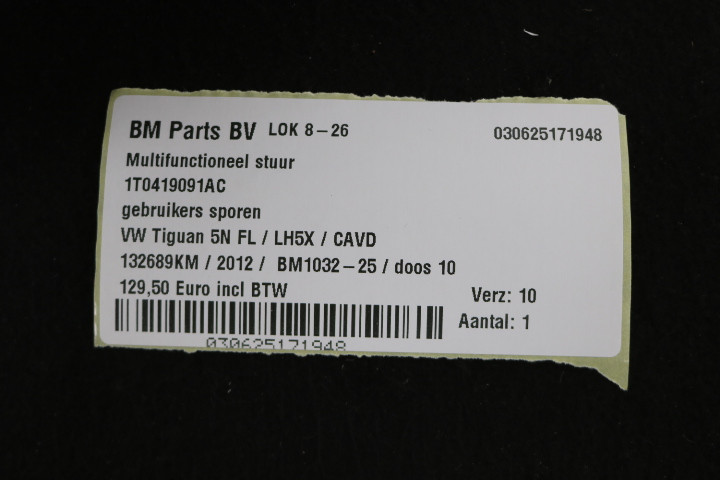 BM Parts BV LOK 8-26 030625171948
Multifunctioneel stuur
1T0419091AC
gebruikers sporen
VW Tiguan 5N FL / LH5X / CAVD
132689KM / 2012 / BM1032-25 / doos 10
129,50 Euro incl BTW Verz: 10
Aantal: 1
030625171948